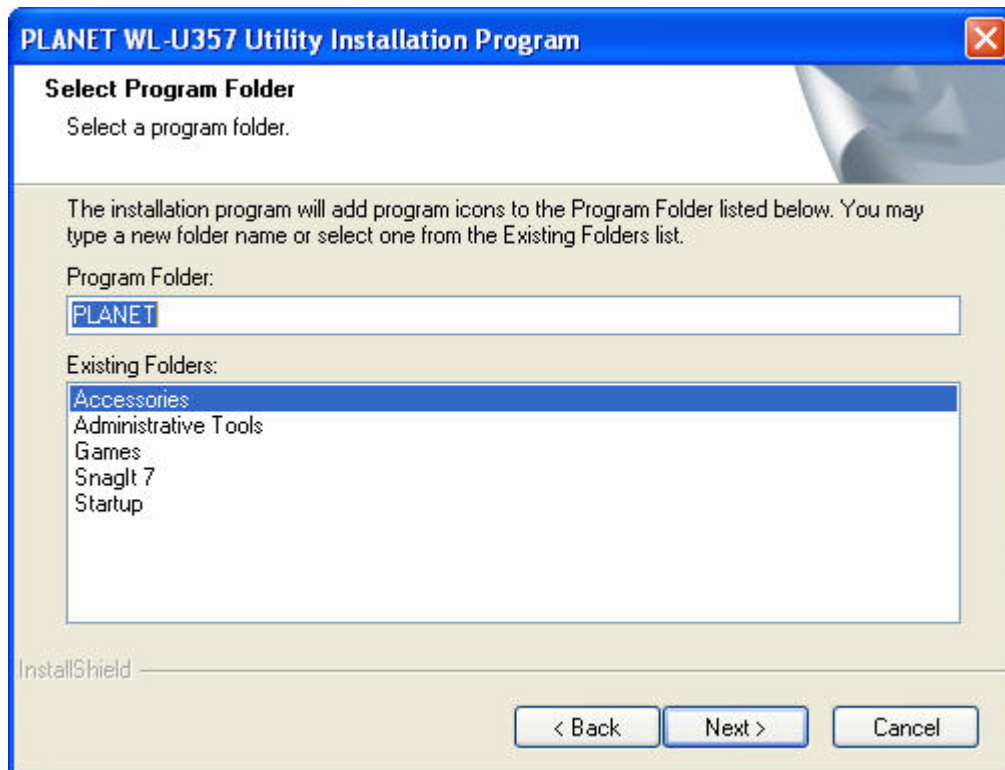 PLANET WL-U357 Utility Installation Program
Select Program Folder
Select a program folder.
The installation program will add program icons to the Program Folder listed below. You may
type a new folder name or select one from the Existing Folders list.
Program Folder:
PLANET
Existing Folders:
Accessories
Administrative Tools
Games
SnagIt 7
Startup
InstallShield
< Back
Next >
Cancel